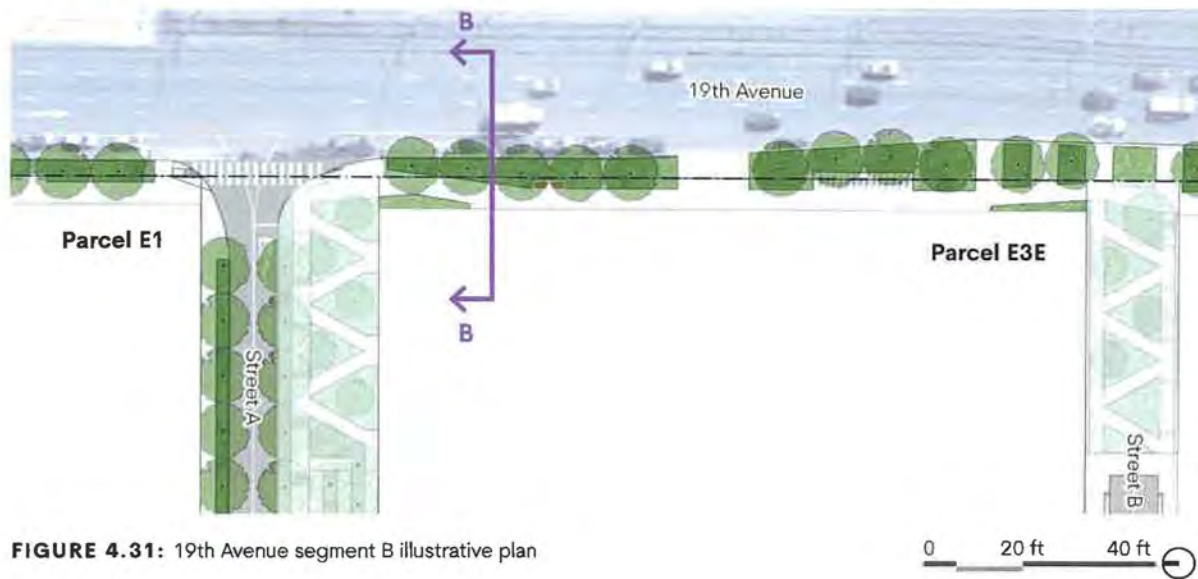 B
19th Avenue
Parcel E1
Parcel E3E
B
Street A
Street B
FIGURE 4.31: 19th Avenue segment B illustrative plan
0 20 ft 40 ft